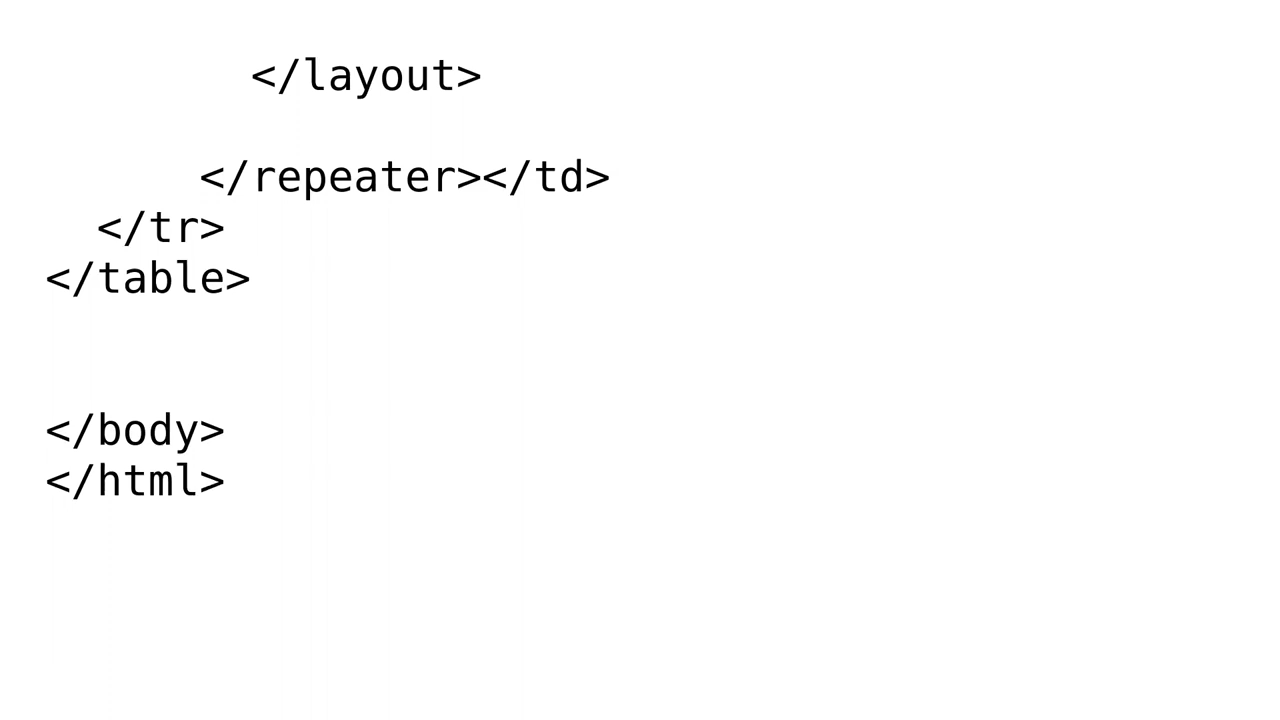 </layout>

      </repeater></td>
  </tr>
</table>


</body>
</html>